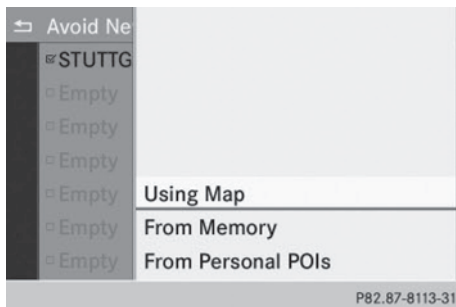 Avoid Ne
STUTTG
Empty
Empty
Empty
Empty
Using Map
Empty
From Memory
Empty
From Personal POIs
P82.87-8113-31